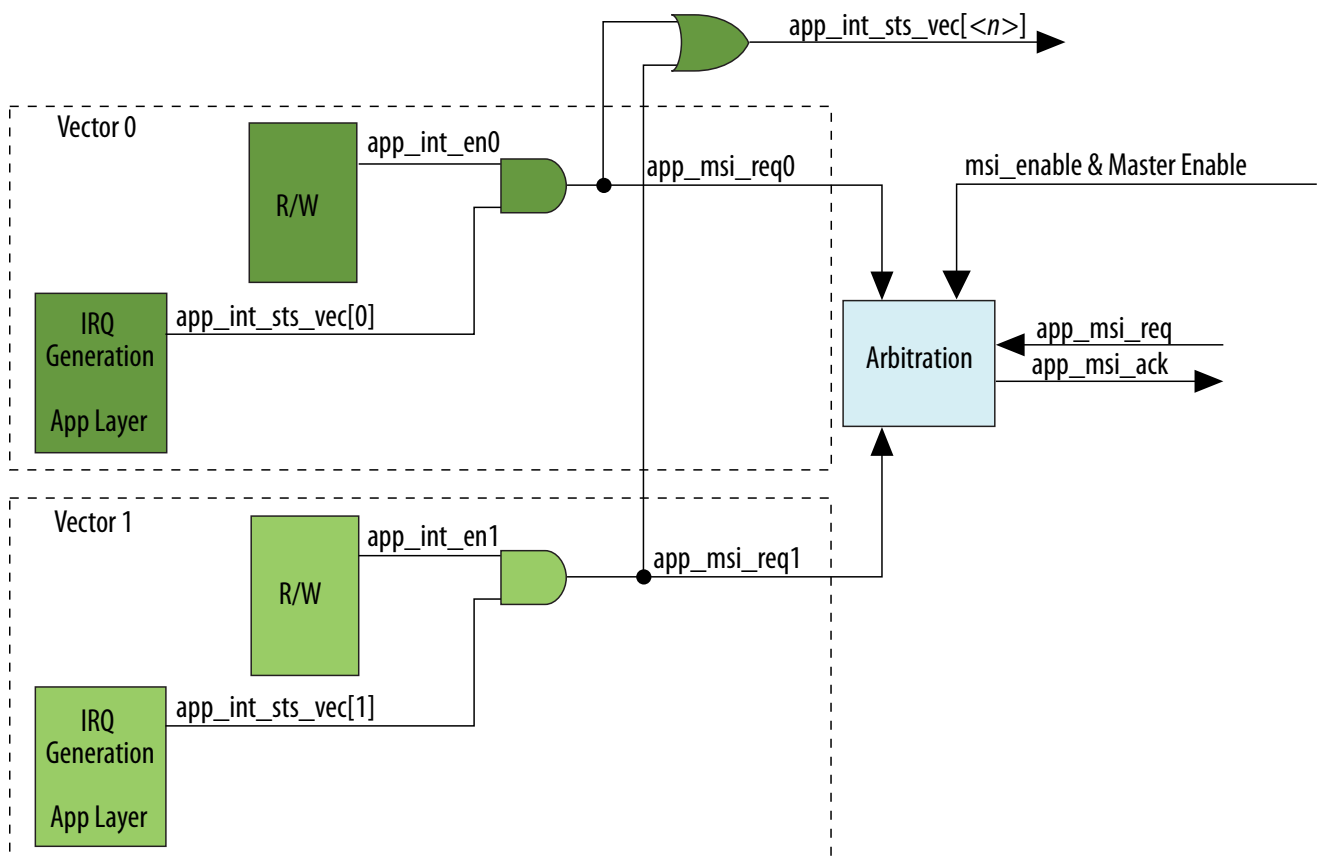 app_int_sts_vec[<n>]
Vector 0
app_int_en0
R/W
app_msi_req0
msi_enable & Master Enable
IRQ
Generation
App Layer
app_int_sts_vec[0]
Arbitration
app_msi_req
app_msi_ack
Vector 1
app_int_en1
R/W
app_msi_req1
IRQ
Generation
App Layer
app_int_sts_vec[1]